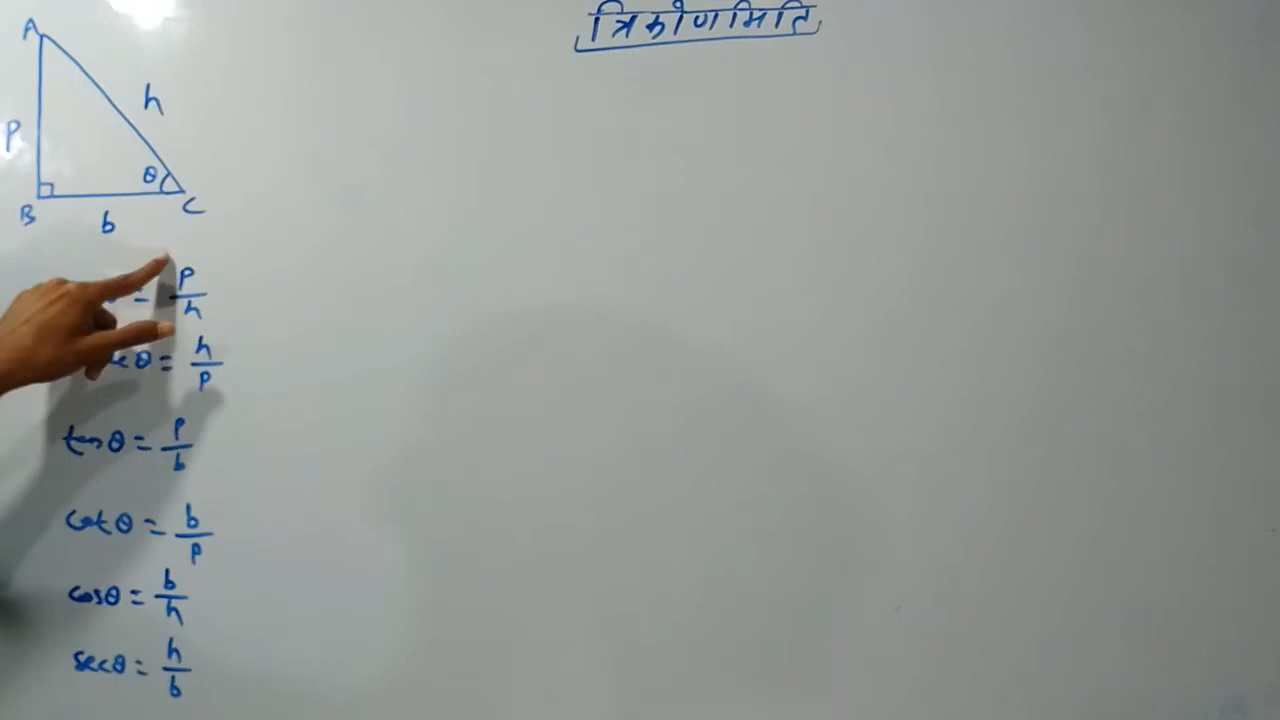 त्रिकोणमिति
A
h
P
θ
B
b
C
= P/h
θ = h/P
tanθ = P/b
cotθ = b/P
cosθ = b/h
secθ = h/b